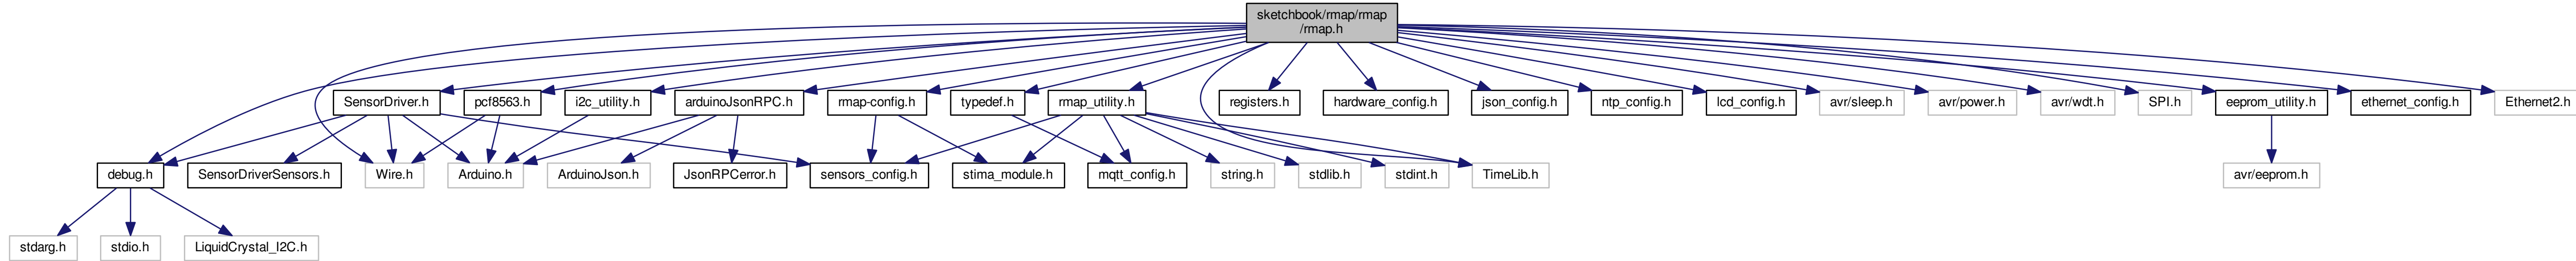 sketchbook/rmap/rmap
/rmap.h
SensorDriver.h
pcf8563.h
i2c_utility.h
arduinoJsonRPC.h
rmap-config.h
typedef.h
rmap_utility.h
registers.h
hardware_config.h
json_config.h
ntp_config.h
lcd_config.h
avr/sleep.h
avr/power.h
avr/wdt.h
SPI.h
eeprom_utility.h
ethernet_config.h
Ethernet2.h
debug.h
SensorDriverSensors.h
Wire.h
Arduino.h
ArduinoJson.h
JsonRPCerror.h
sensors_config.h
stima_module.h
mqtt_config.h
string.h
stdlib.h
stdint.h
TimeLib.h
avr/eeprom.h
stdarg.h
stdio.h
LiquidCrystal_I2C.h